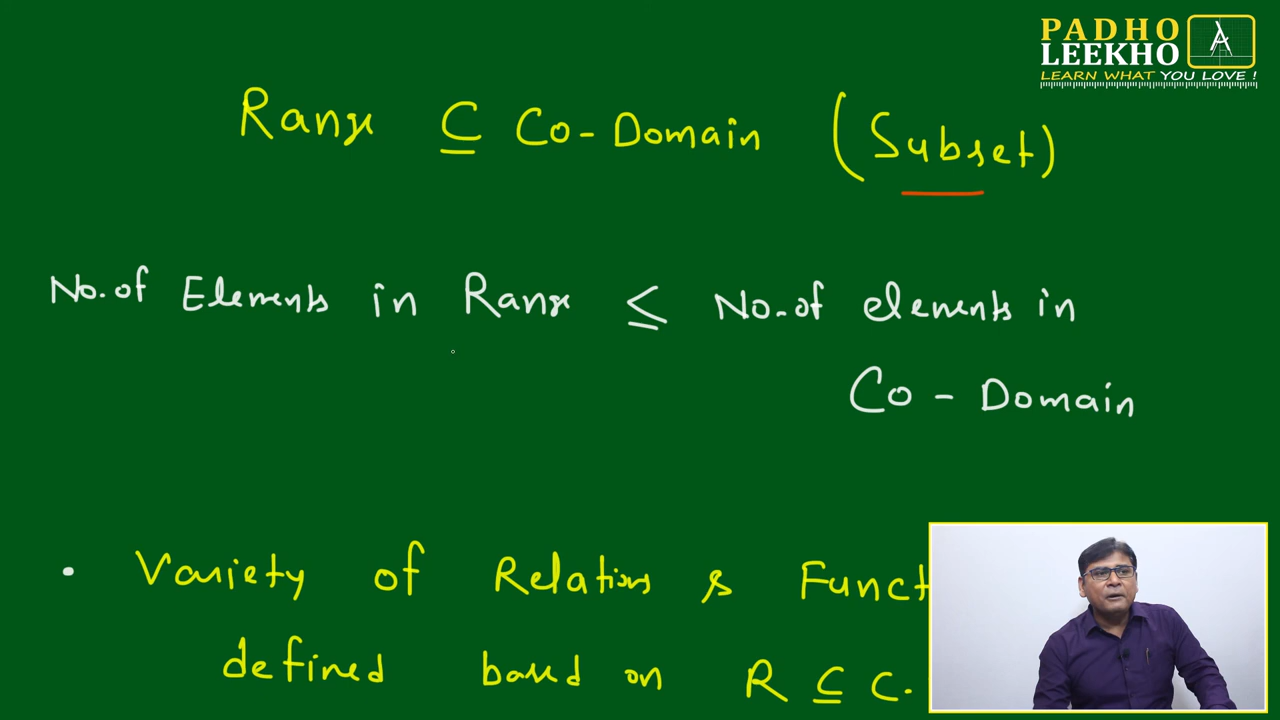 PADHO
LEEKHO
LEARN WHAT YOU LOVE !
Range ⊆ Co-Domain (Subset)
No. of Elements in Range ≤ No. of elements in
Co - Domain
• Variety of Relations & Funct
defined based on R ⊆ C.